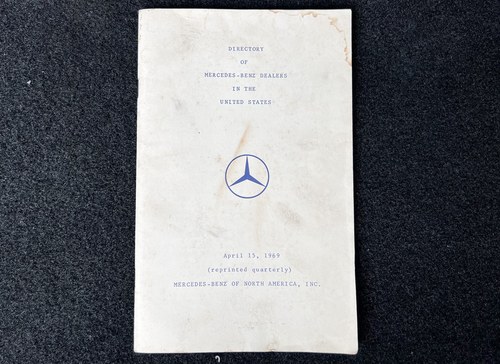 DIRECTORY
OF
MERCEDES-BENZ DEALERS
IN THE
UNITED STATES
April 15, 1969
(reprinted quarterly)
MERCEDES-BENZ OF NORTH AMERICA, INC.